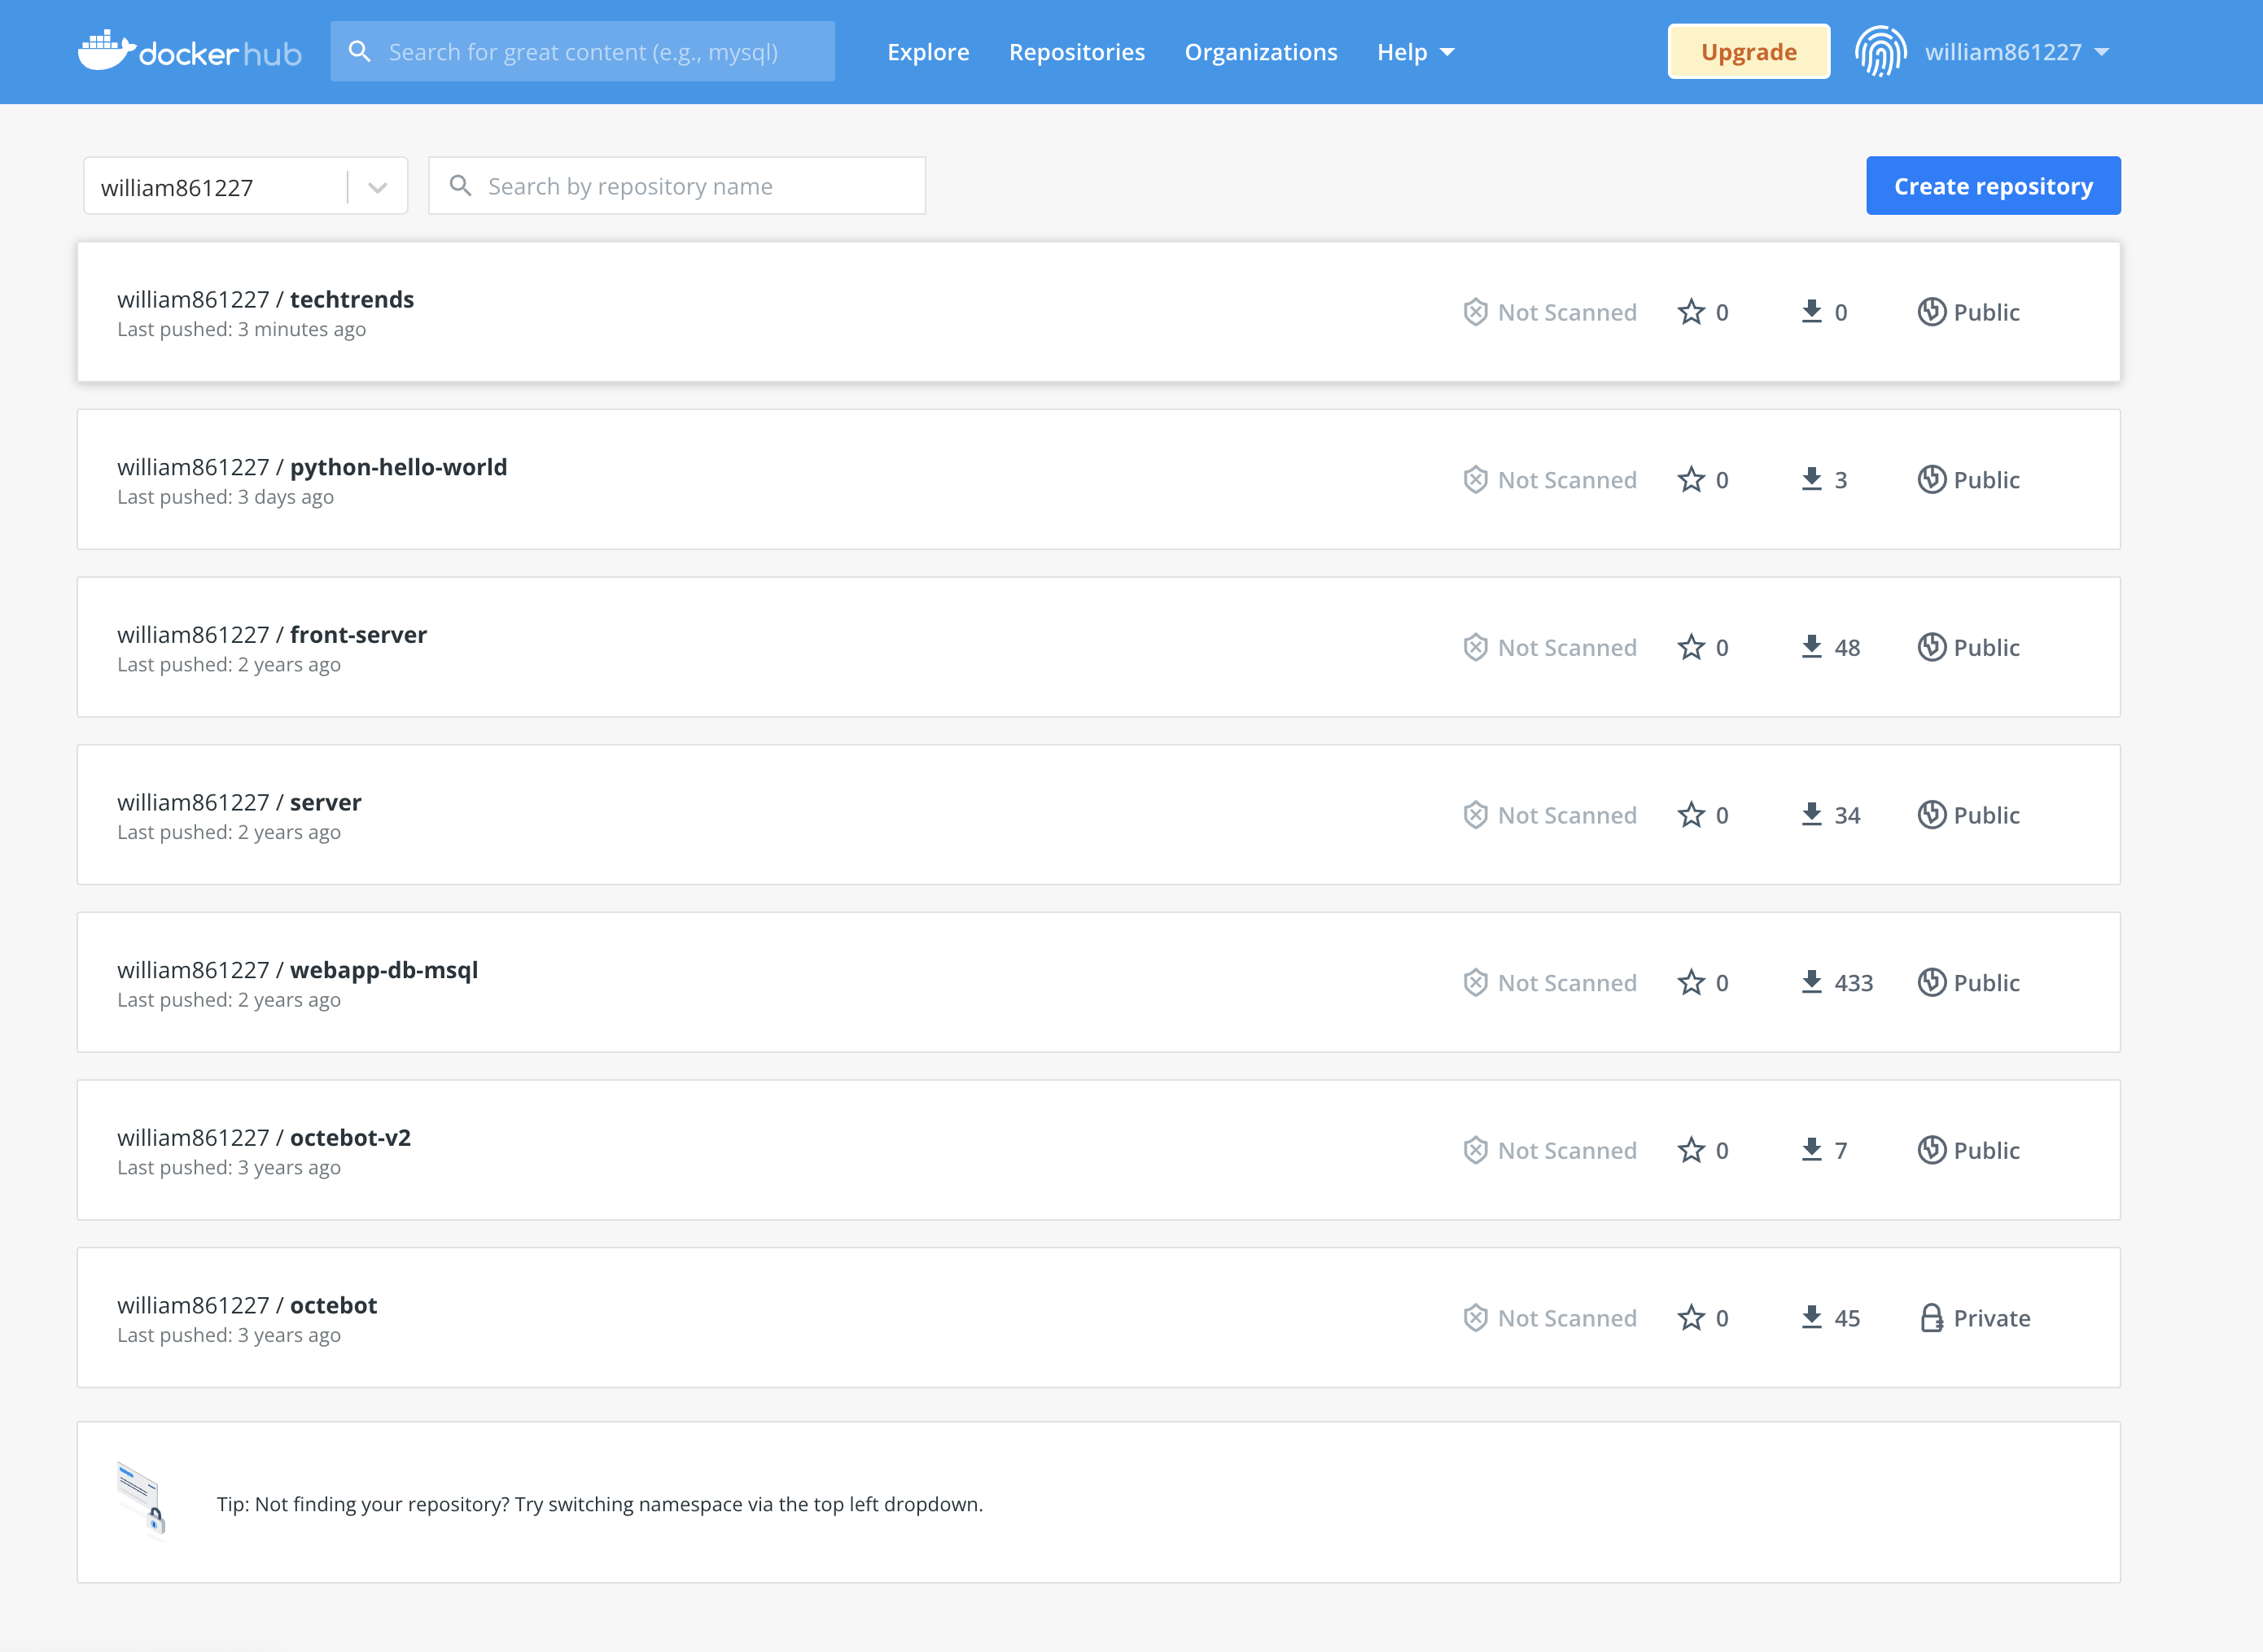 dockerhub Search for great content (e.g., mysql) Explore Repositories Organizations Help Upgrade william861227
william861227 Search by repository name Create repository
william861227 / techtrends
Last pushed: 3 minutes ago
Not Scanned 0 0 Public
william861227 / python-hello-world
Last pushed: 3 days ago
Not Scanned 0 3 Public
william861227 / front-server
Last pushed: 2 years ago
Not Scanned 0 48 Public
william861227 / server
Last pushed: 2 years ago
Not Scanned 0 34 Public
william861227 / webapp-db-msql
Last pushed: 2 years ago
Not Scanned 0 433 Public
william861227 / octebot-v2
Last pushed: 3 years ago
Not Scanned 0 7 Public
william861227 / octebot
Last pushed: 3 years ago
Not Scanned 0 45 Private
Tip: Not finding your repository? Try switching namespace via the top left dropdown.